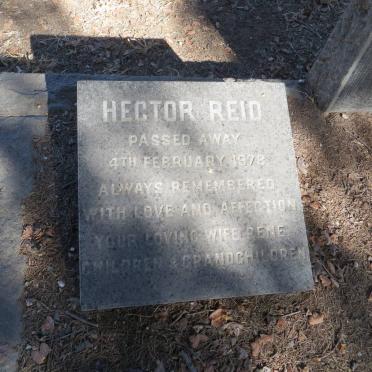 HECTOR REID
PASSED AWAY
4TH FEBRUARY 1978
ALWAYS REMEMBERED
WITH LOVE AND AFFECTION
YOUR LOVING WIFE RENE
CHILDREN & GRANDCHILDREN